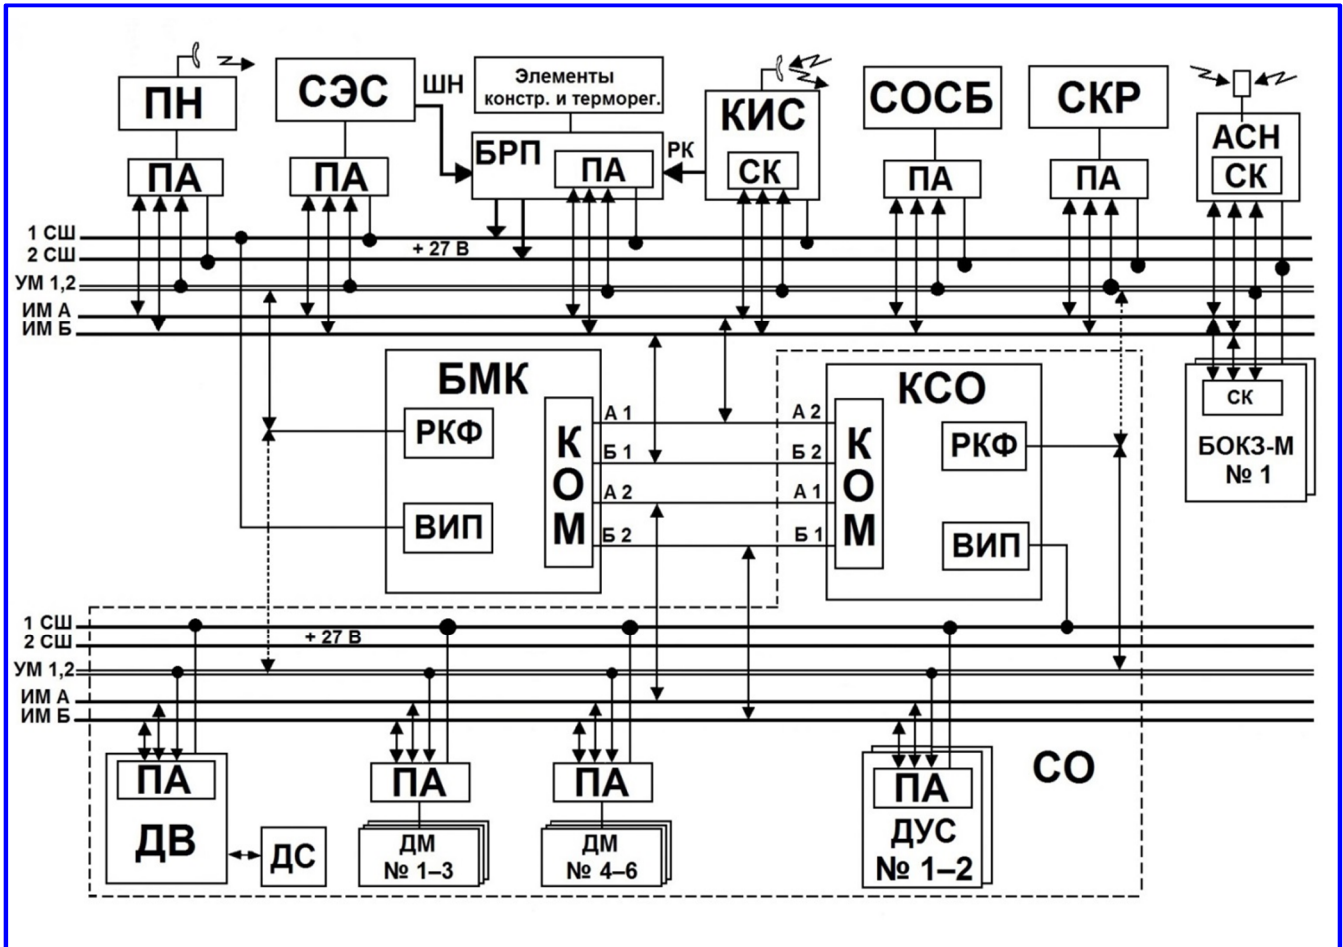 ПН
СЭС
ШН
Элементы
констр. и терморег.
КИС
СОСБ
СКР
АСН
ПА
ПА
БРП
ПА
РК
СК
ПА
ПА
СК
1 СШ
2 СШ
+ 27 В
УМ 1,2
ИМ А
ИМ Б
БМК
КСО
СК
РКФ
КОМ
А 1
А 2
КОМ
РКФ
БОКЗ-М
№ 1
Б 1
Б 2
А 2
А 1
ВИП
Б 2
Б 1
ВИП
1 СШ
2 СШ
+ 27 В
УМ 1,2
ИМ А
ИМ Б
ПА
ПА
ПА
ПА
СО
ДВ
ДС
ДМ
№ 1–3
ДМ
№ 4–6
ДУС
№ 1–2